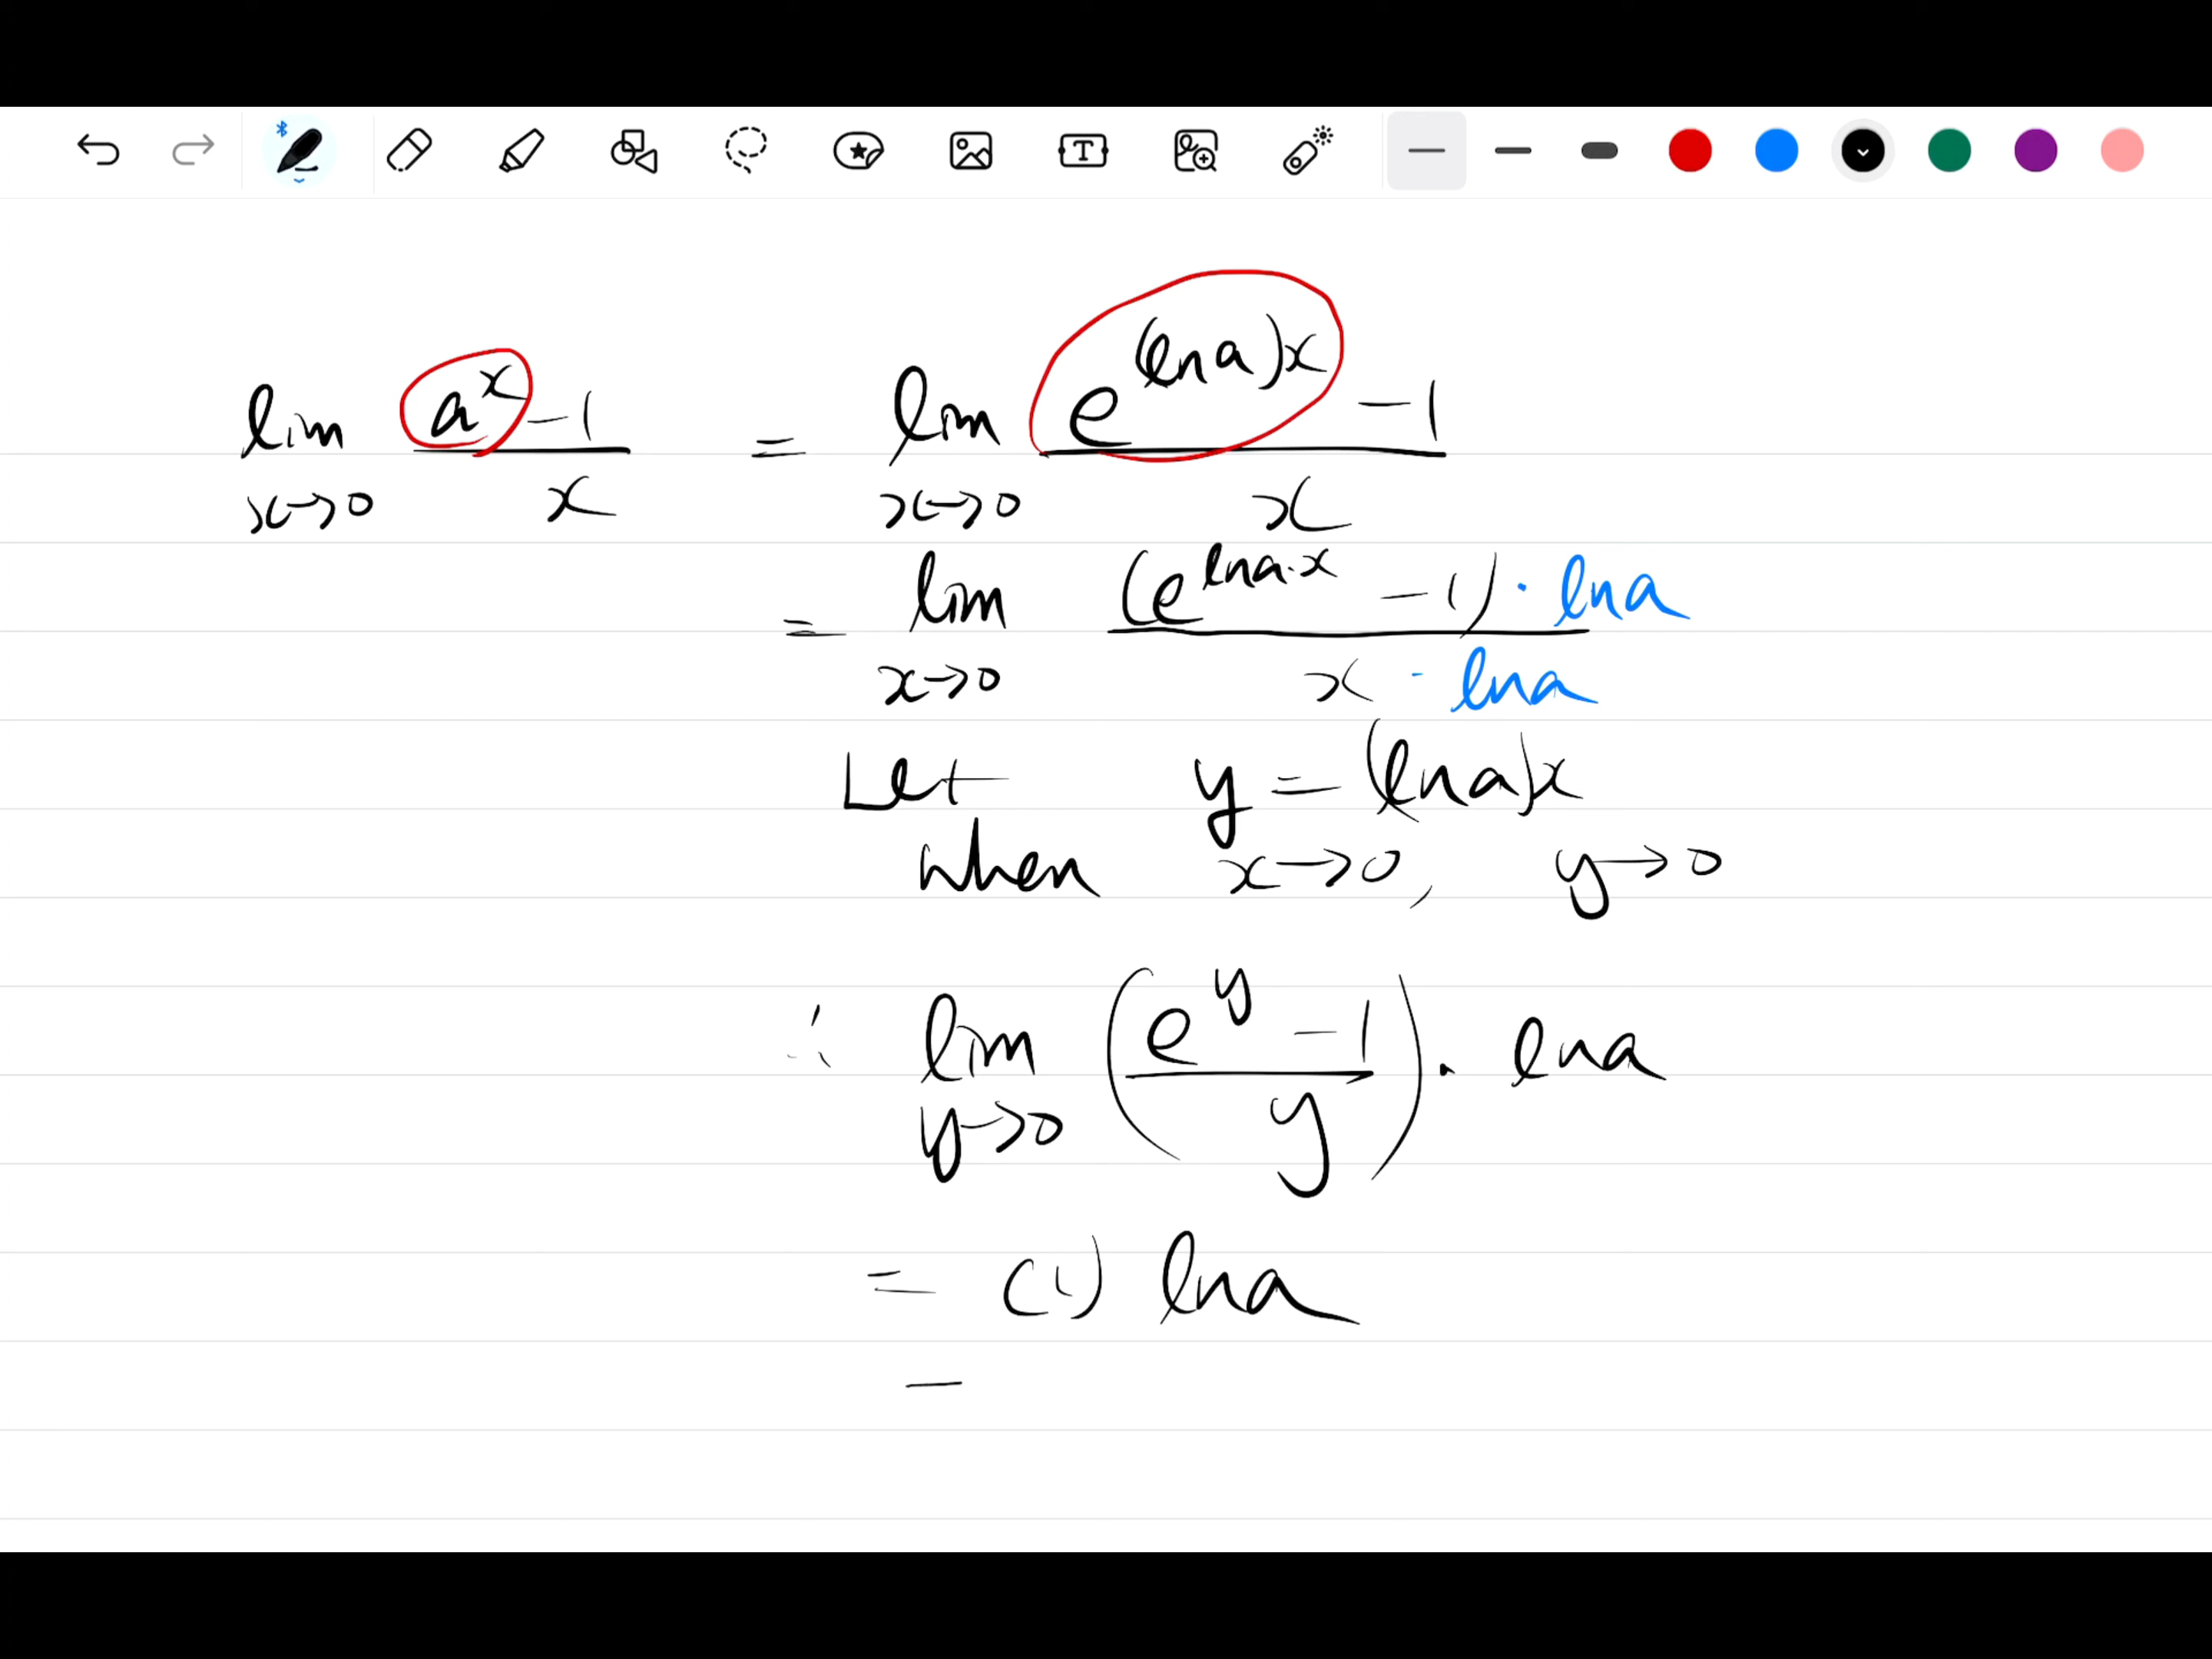 lim x→0 (a^x − 1)/x = lim x→0 (e^((ln a)x) − 1)/x
= lim x→0 ((e^(ln a · x) − 1) · ln a)/(x · ln a)
Let y = (ln a)x
when x→0, y→0
∴ lim y→0 ((e^y − 1)/y) · ln a
= (1) ln a
−